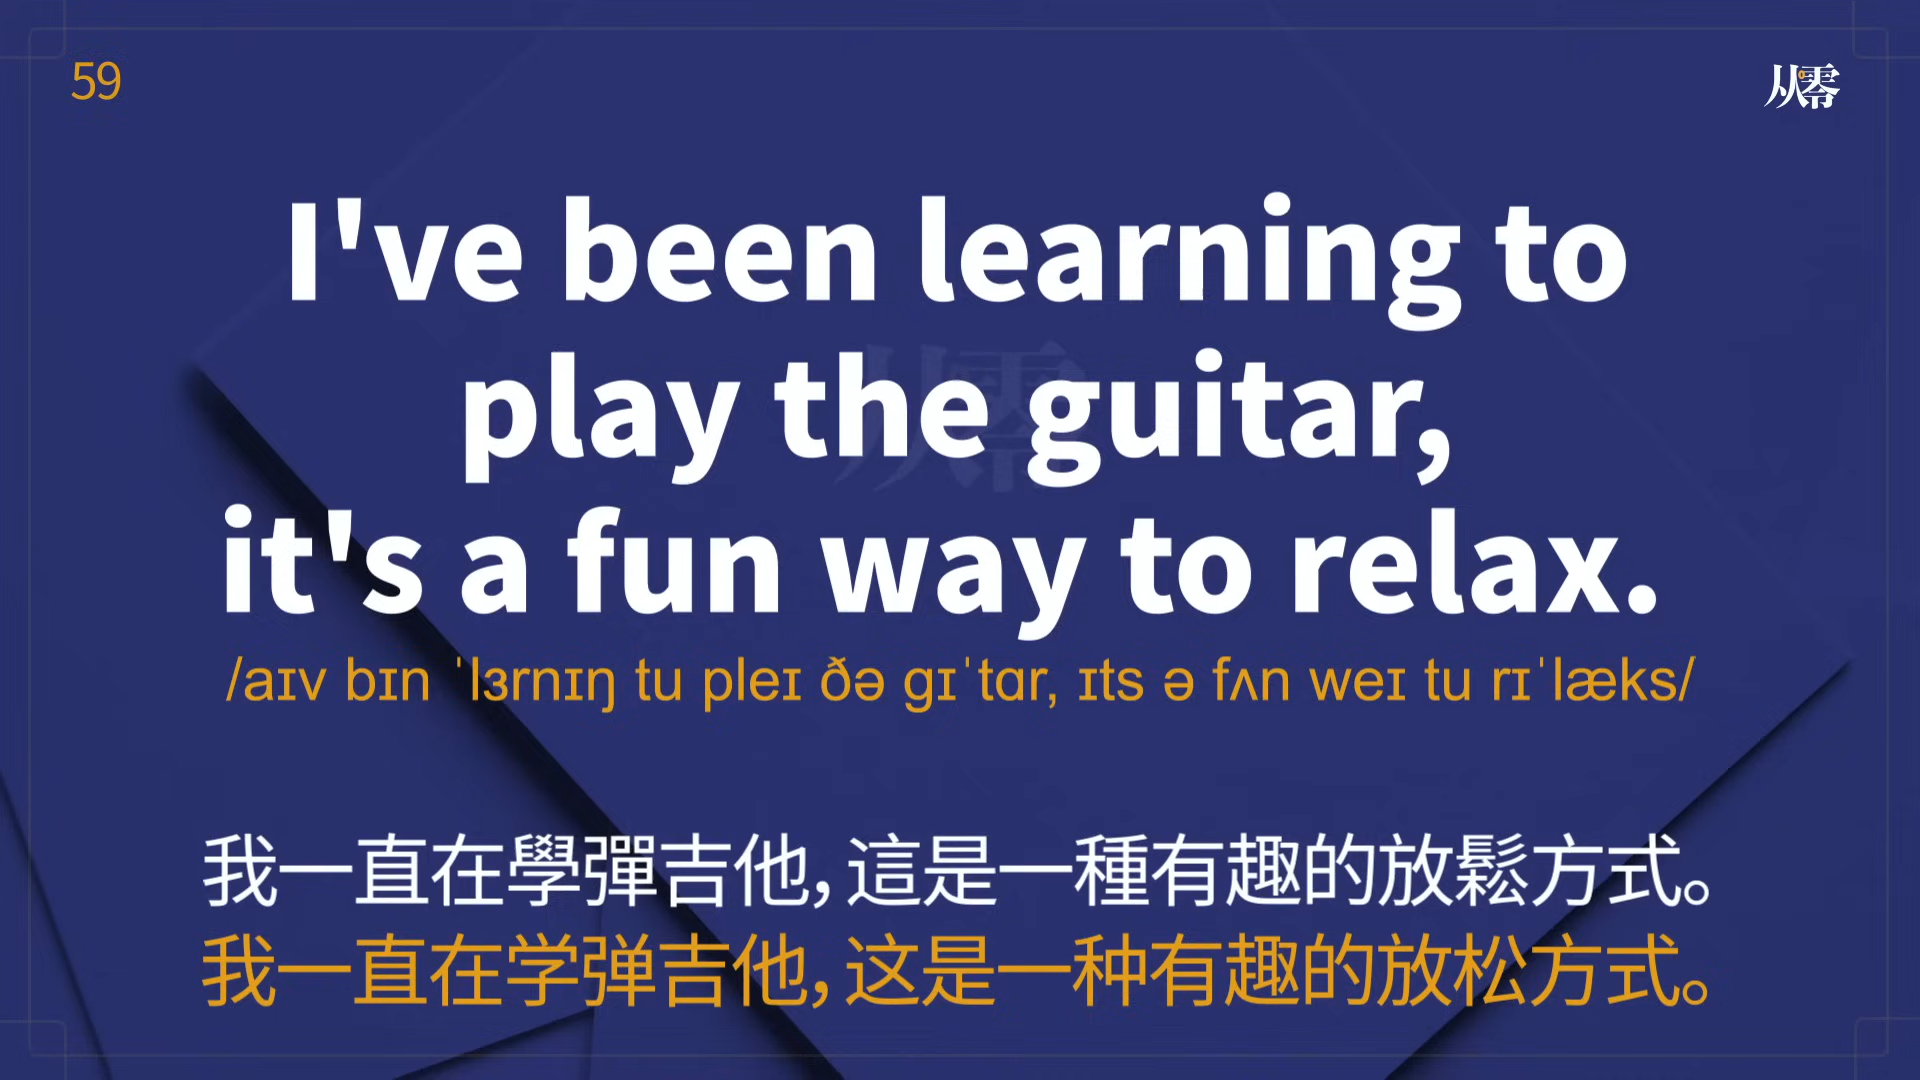 59
从零
I've been learning to
play the guitar,
it's a fun way to relax.
/aɪv bɪn ˈlɜrnɪŋ tu pleɪ ðə ɡɪˈtɑr, ɪts ə fʌn weɪ tu rɪˈlæks/
我一直在學彈吉他，這是一種有趣的放鬆方式。
我一直在学弹吉他，这是一种有趣的放松方式。